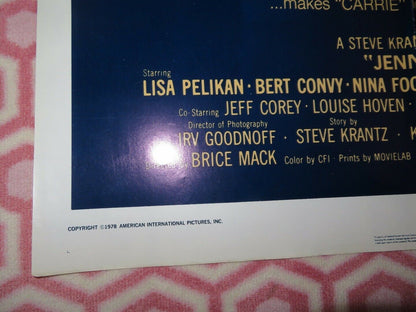 ...makes "CARRIE"
A STEVE KRAN
"JENN
Starring
LISA PELIKAN · BERT CONVY · NINA FOC
Co-Starring JEFF COREY · LOUISE HOVEN ·
Director of Photography Story by
IRV GOODNOFF · STEVE KRANTZ · K
BRICE MACK Color by CFI · Prints by MOVIELAB
COPYRIGHT ©1978 AMERICAN INTERNATIONAL PICTURES, INC.